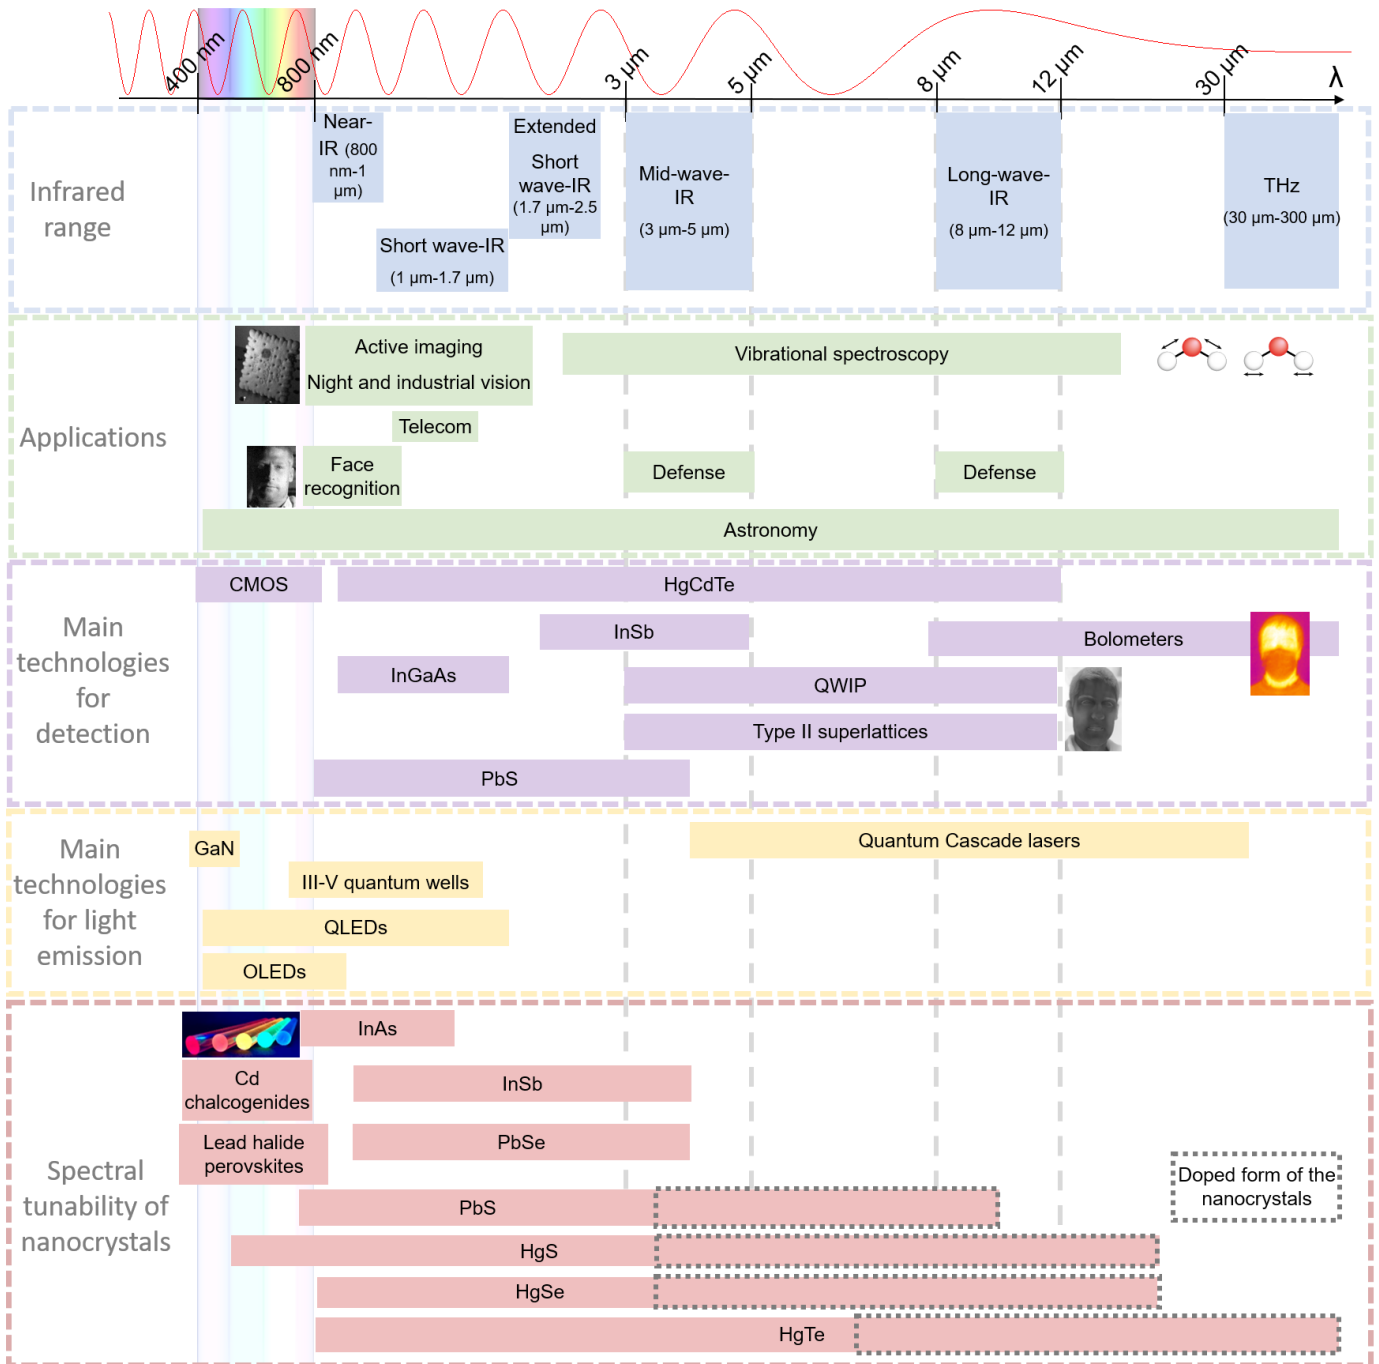 400 nm
800 nm
3 µm
5 µm
8 µm
12 µm
30 µm
λ
Infrared
range
Near-
IR (800
nm-1
µm)
Short wave-IR
(1 µm-1.7 µm)
Extended
Short
wave-IR
(1.7 µm-2.5
µm)
Mid-wave-
IR
(3 µm-5 µm)
Long-wave-
IR
(8 µm-12 µm)
THz
(30 µm-300 µm)
Applications
Active imaging
Night and industrial vision
Vibrational spectroscopy
Telecom
Face
recognition
Defense
Defense
Astronomy
Main
technologies
for
detection
CMOS
HgCdTe
InSb
Bolometers
InGaAs
QWIP
Type II superlattices
PbS
Main
technologies
for light
emission
GaN
Quantum Cascade lasers
III-V quantum wells
QLEDs
OLEDs
Spectral
tunability of
nanocrystals
InAs
Cd
chalcogenides
InSb
Lead halide
perovskites
PbSe
Doped form of the
nanocrystals
PbS
HgS
HgSe
HgTe